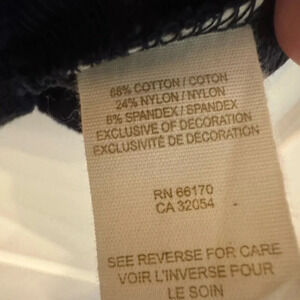 68% COTTON / COTON
24% NYLON / NYLON
8% SPANDEX / SPANDEX
EXCLUSIVE OF DECORATION
EXCLUSIVITÉ DE DÉCORATION
RN 66170
CA 32054
SEE REVERSE FOR CARE
VOIR L'INVERSE POUR
LE SOIN